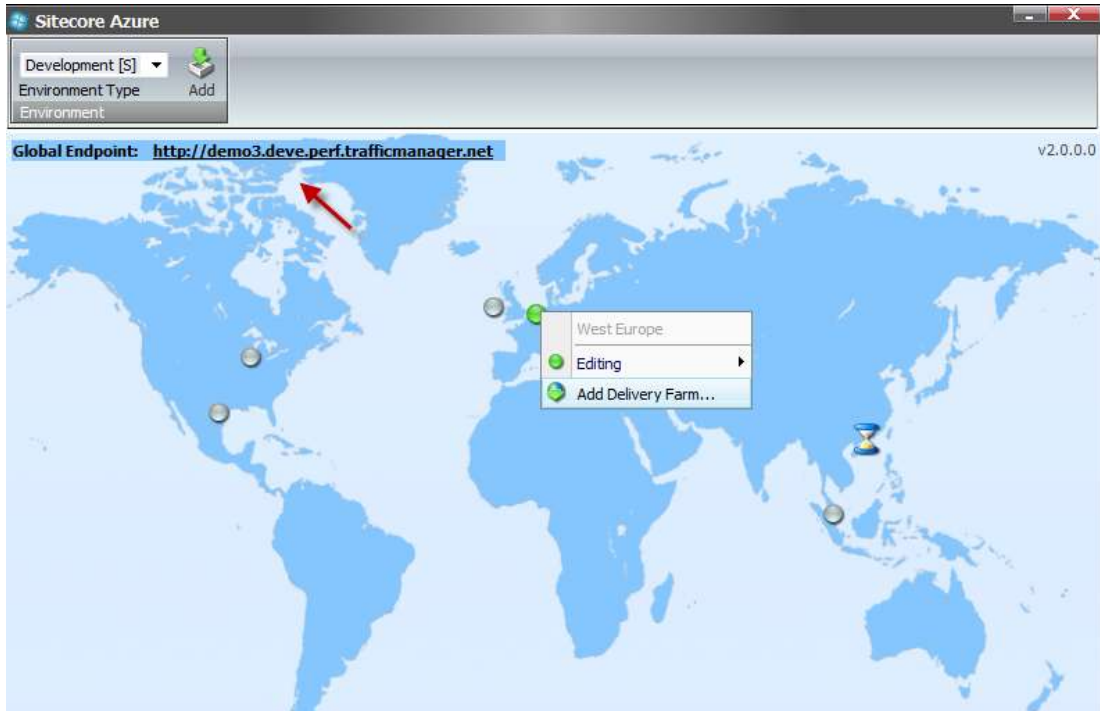 Sitecore Azure
Development [S]
Environment Type Add
Environment
Global Endpoint: http://demo3.deve.perf.trafficmanager.net
v2.0.0.0
West Europe
Editing
Add Delivery Farm...